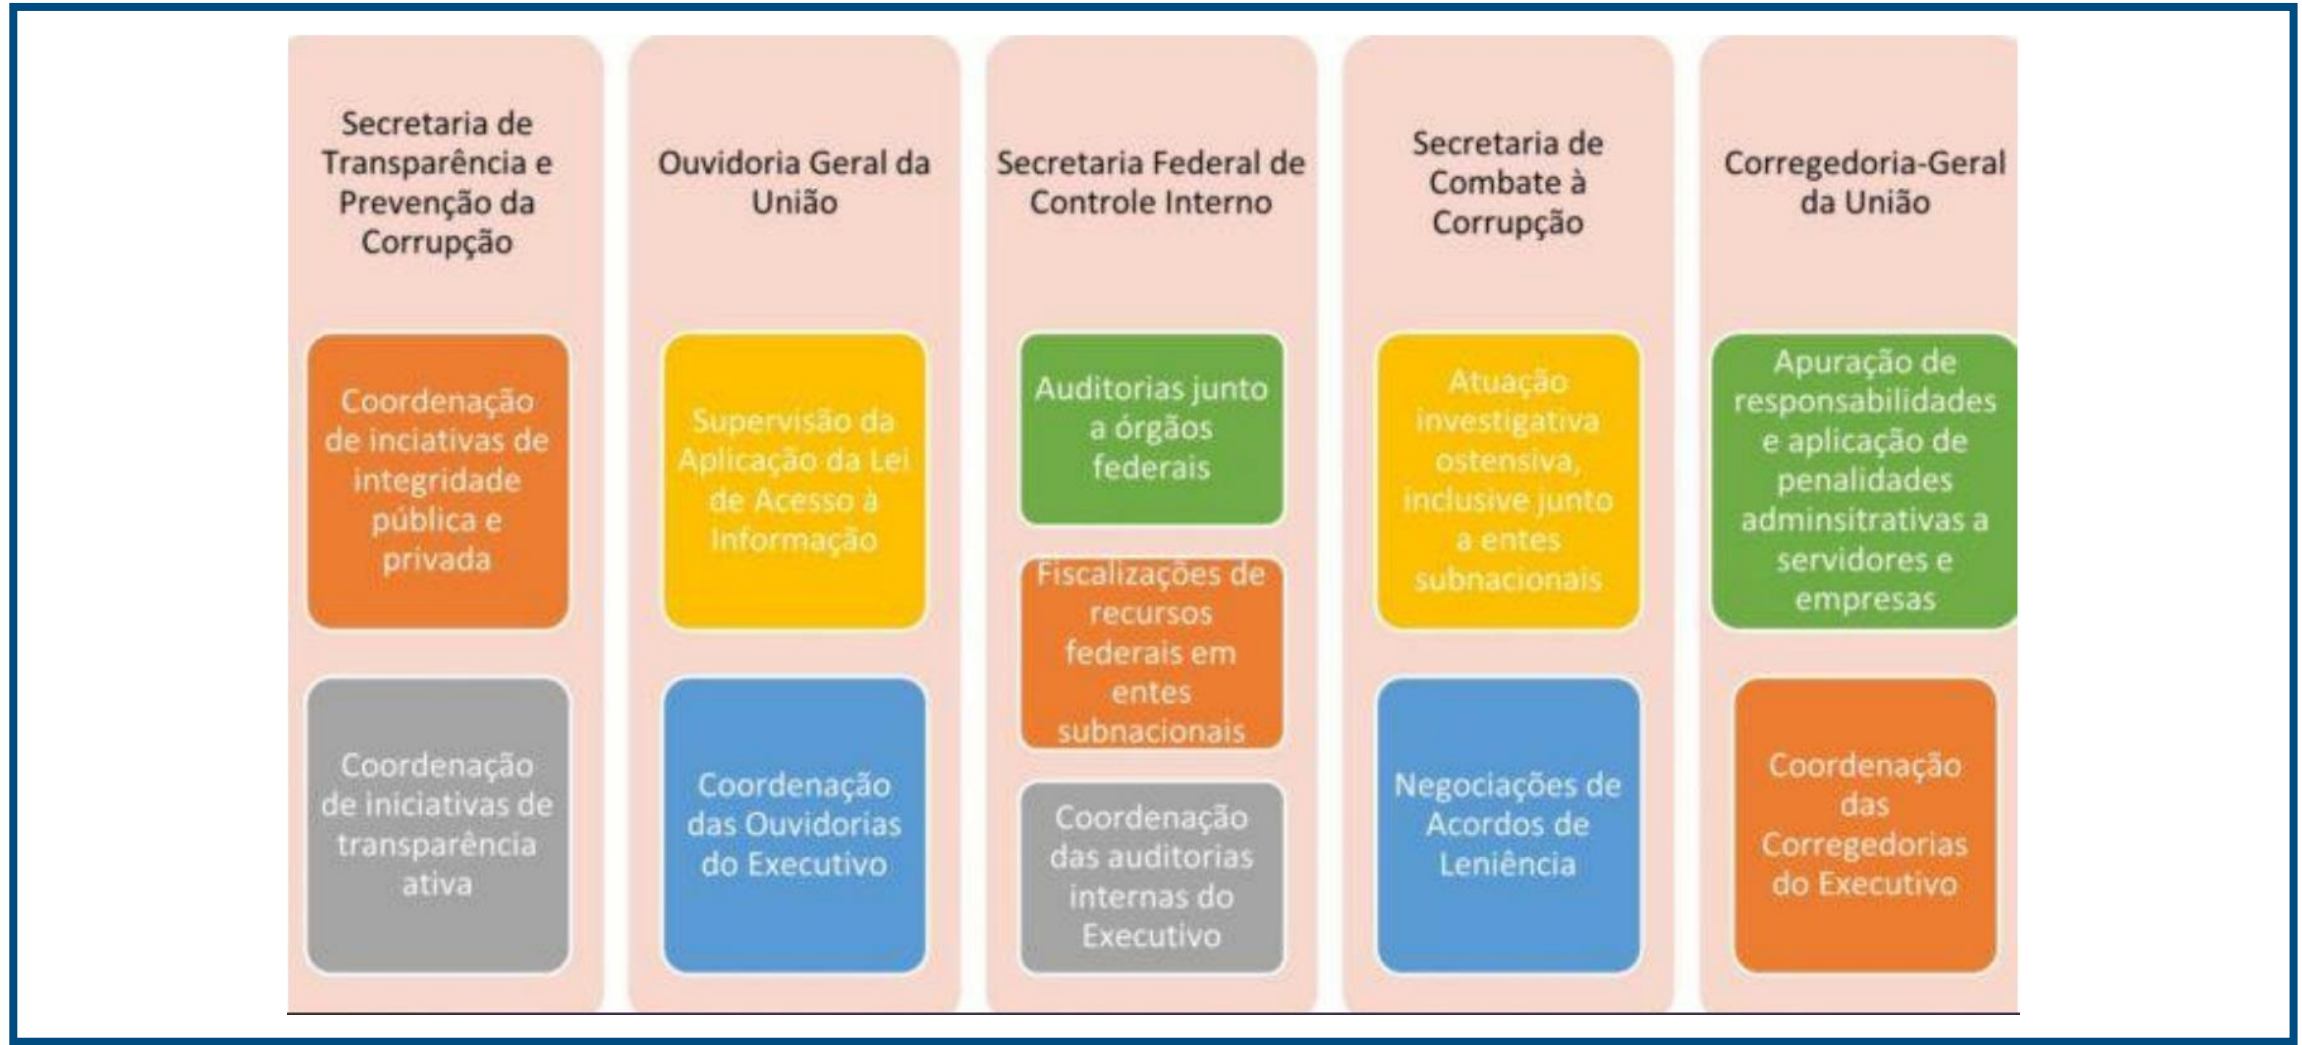 Secretaria de
Transparência e
Prevenção da
Corrupção
Coordenação
de inciativas de
integridade
pública e
privada
Coordenação
de iniciativas de
transparência
ativa
Ouvidoria Geral da
União
Supervisão da
Aplicação da Lei
de Acesso à
Informação
Coordenação
das Ouvidorias
do Executivo
Secretaria Federal de
Controle Interno
Auditorias junto
a órgãos
federais
Fiscalizações de
recursos
federais em
entes
subnacionais
Coordenação
das auditorias
internas do
Executivo
Secretaria de
Combate à
Corrupção
Atuação
investigativa
ostensiva,
inclusive junto
a entes
subnacionais
Negociações de
Acordos de
Leniência
Corregedoria-Geral
da União
Apuração de
responsabilidades
e aplicação de
penalidades
adminsitrativas a
servidores e
empresas
Coordenação
das
Corregedorias
do Executivo